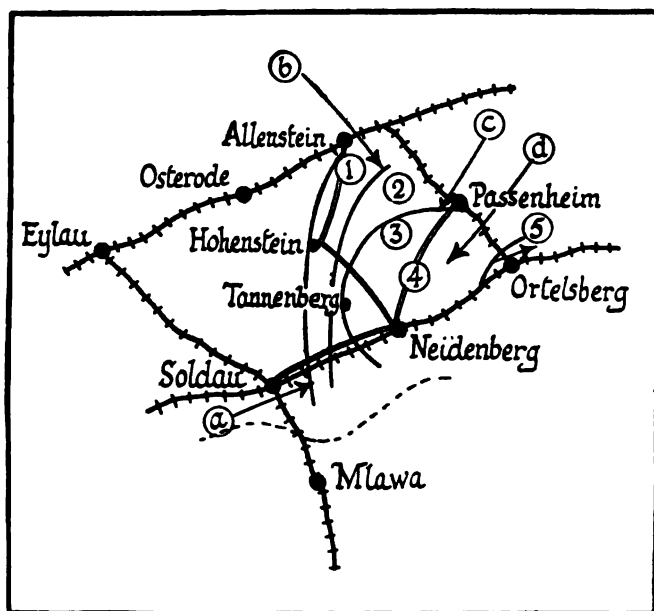 b
Allenstein
c
d
1
Osterode
2
Passenheim
Eylau
Hohenstein
3
5
4
Tannenberg
Ortelsberg
Neidenberg
Soldau
a
Mlawa